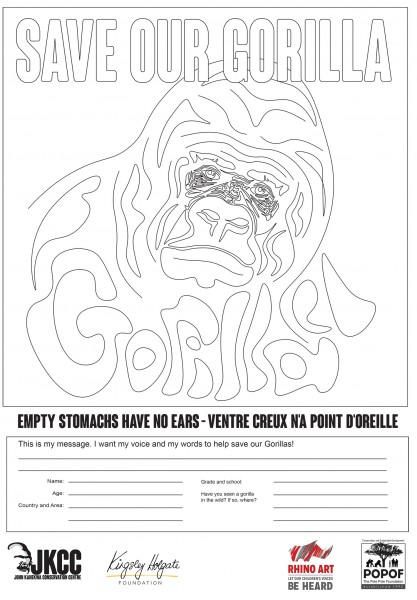 SAVE OUR GORILLA
Gorilla
EMPTY STOMACHS HAVE NO EARS - VENTRE CREUX N'A POINT D'OREILLE
This is my message. I want my voice and my words to help save our Gorillas!
Name:
Grade and school:
Age:
Have you seen a gorilla
in the wild? If so, where?
Country and Area:
JKCC
JOHN KAHEKWA CONSERVATION CENTRE
Kingsley Holgate
FOUNDATION
RHINO ART
LET OUR CHILDREN'S VOICES
BE HEARD
POPOF
The Pole Pole Foundation